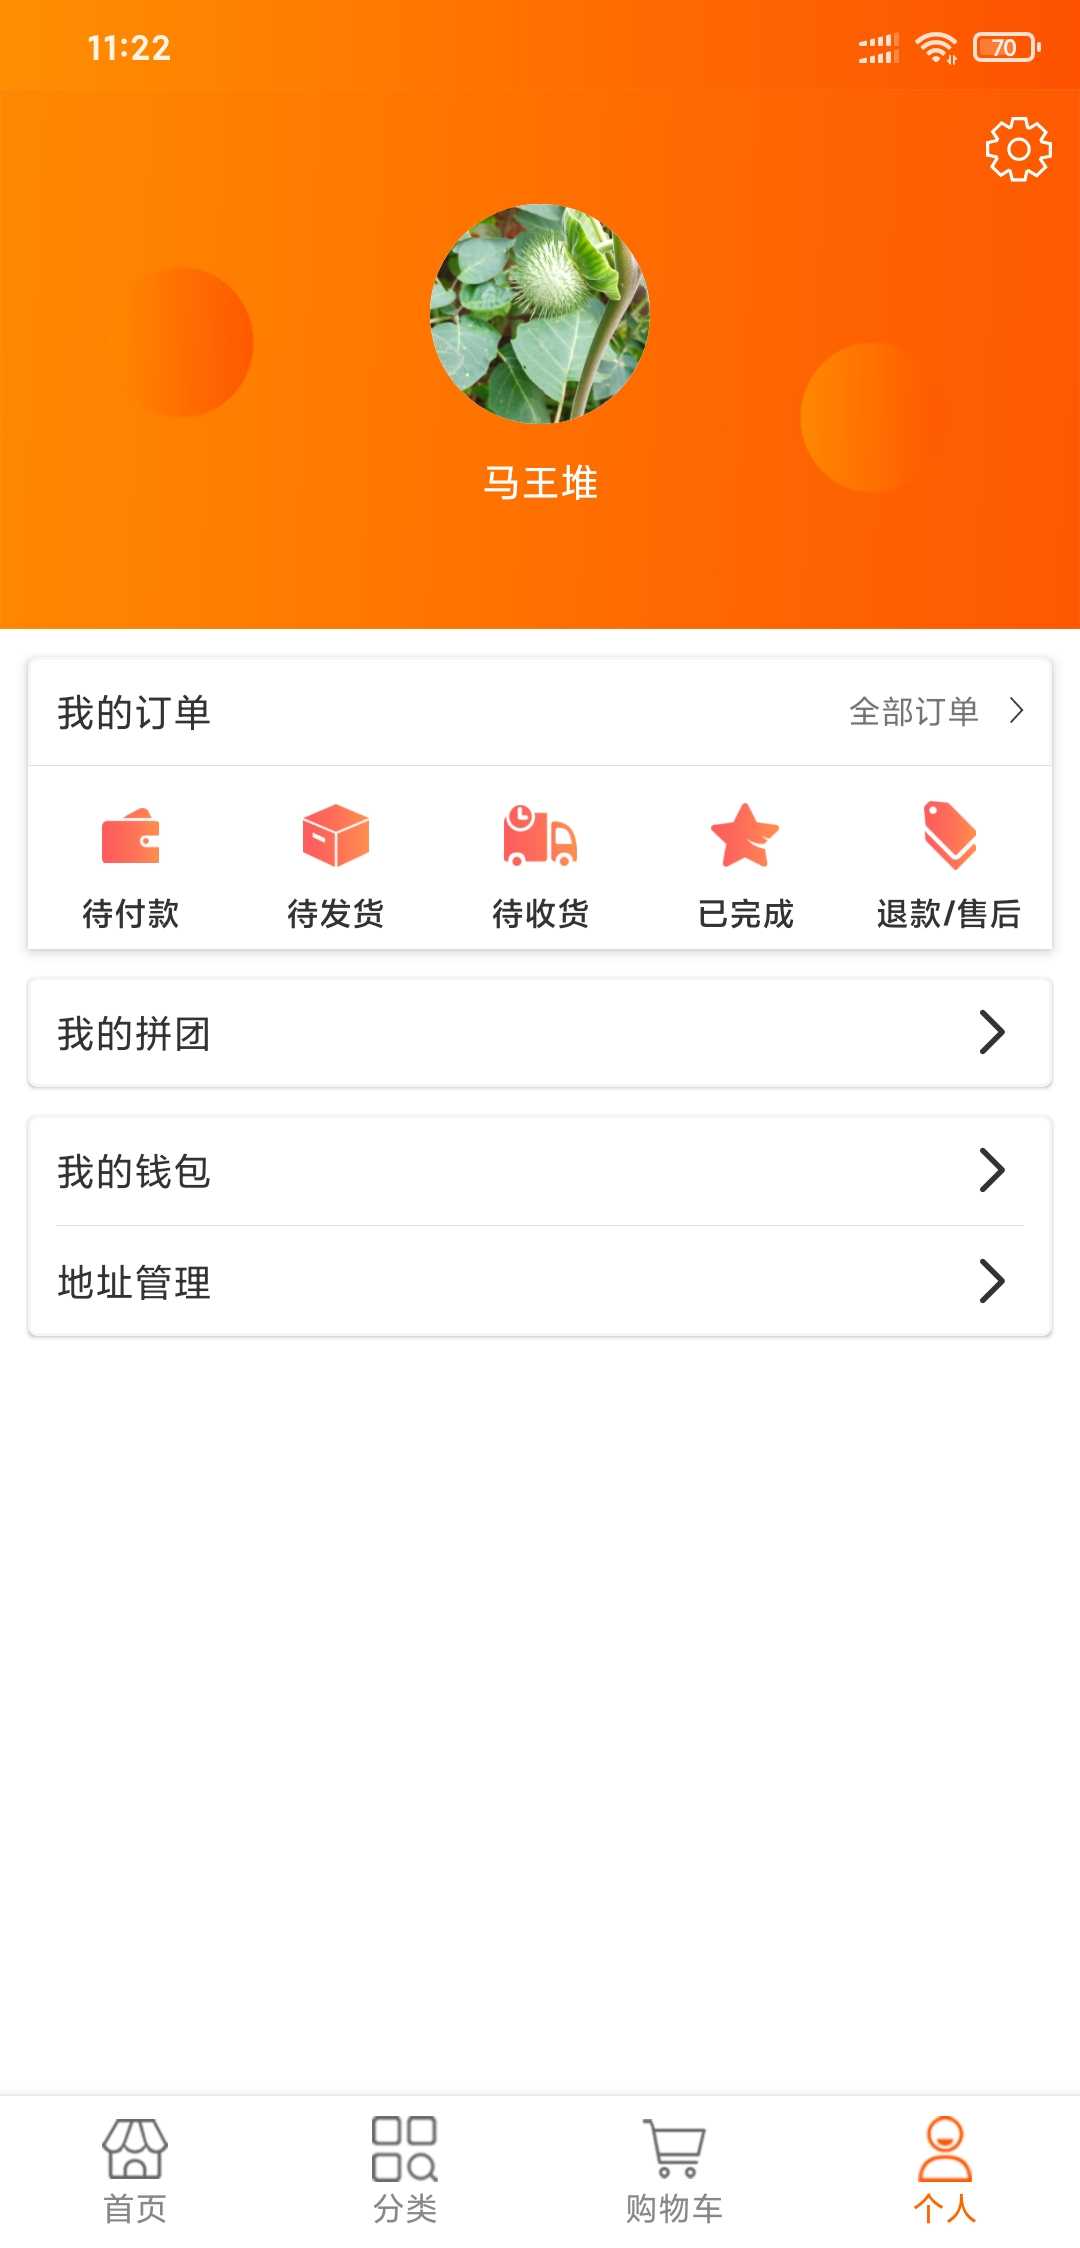 11:22
70
马王堆
我的订单 全部订单
待付款 待发货 待收货 已完成 退款/售后
我的拼团
我的钱包
地址管理
首页 分类 购物车 个人